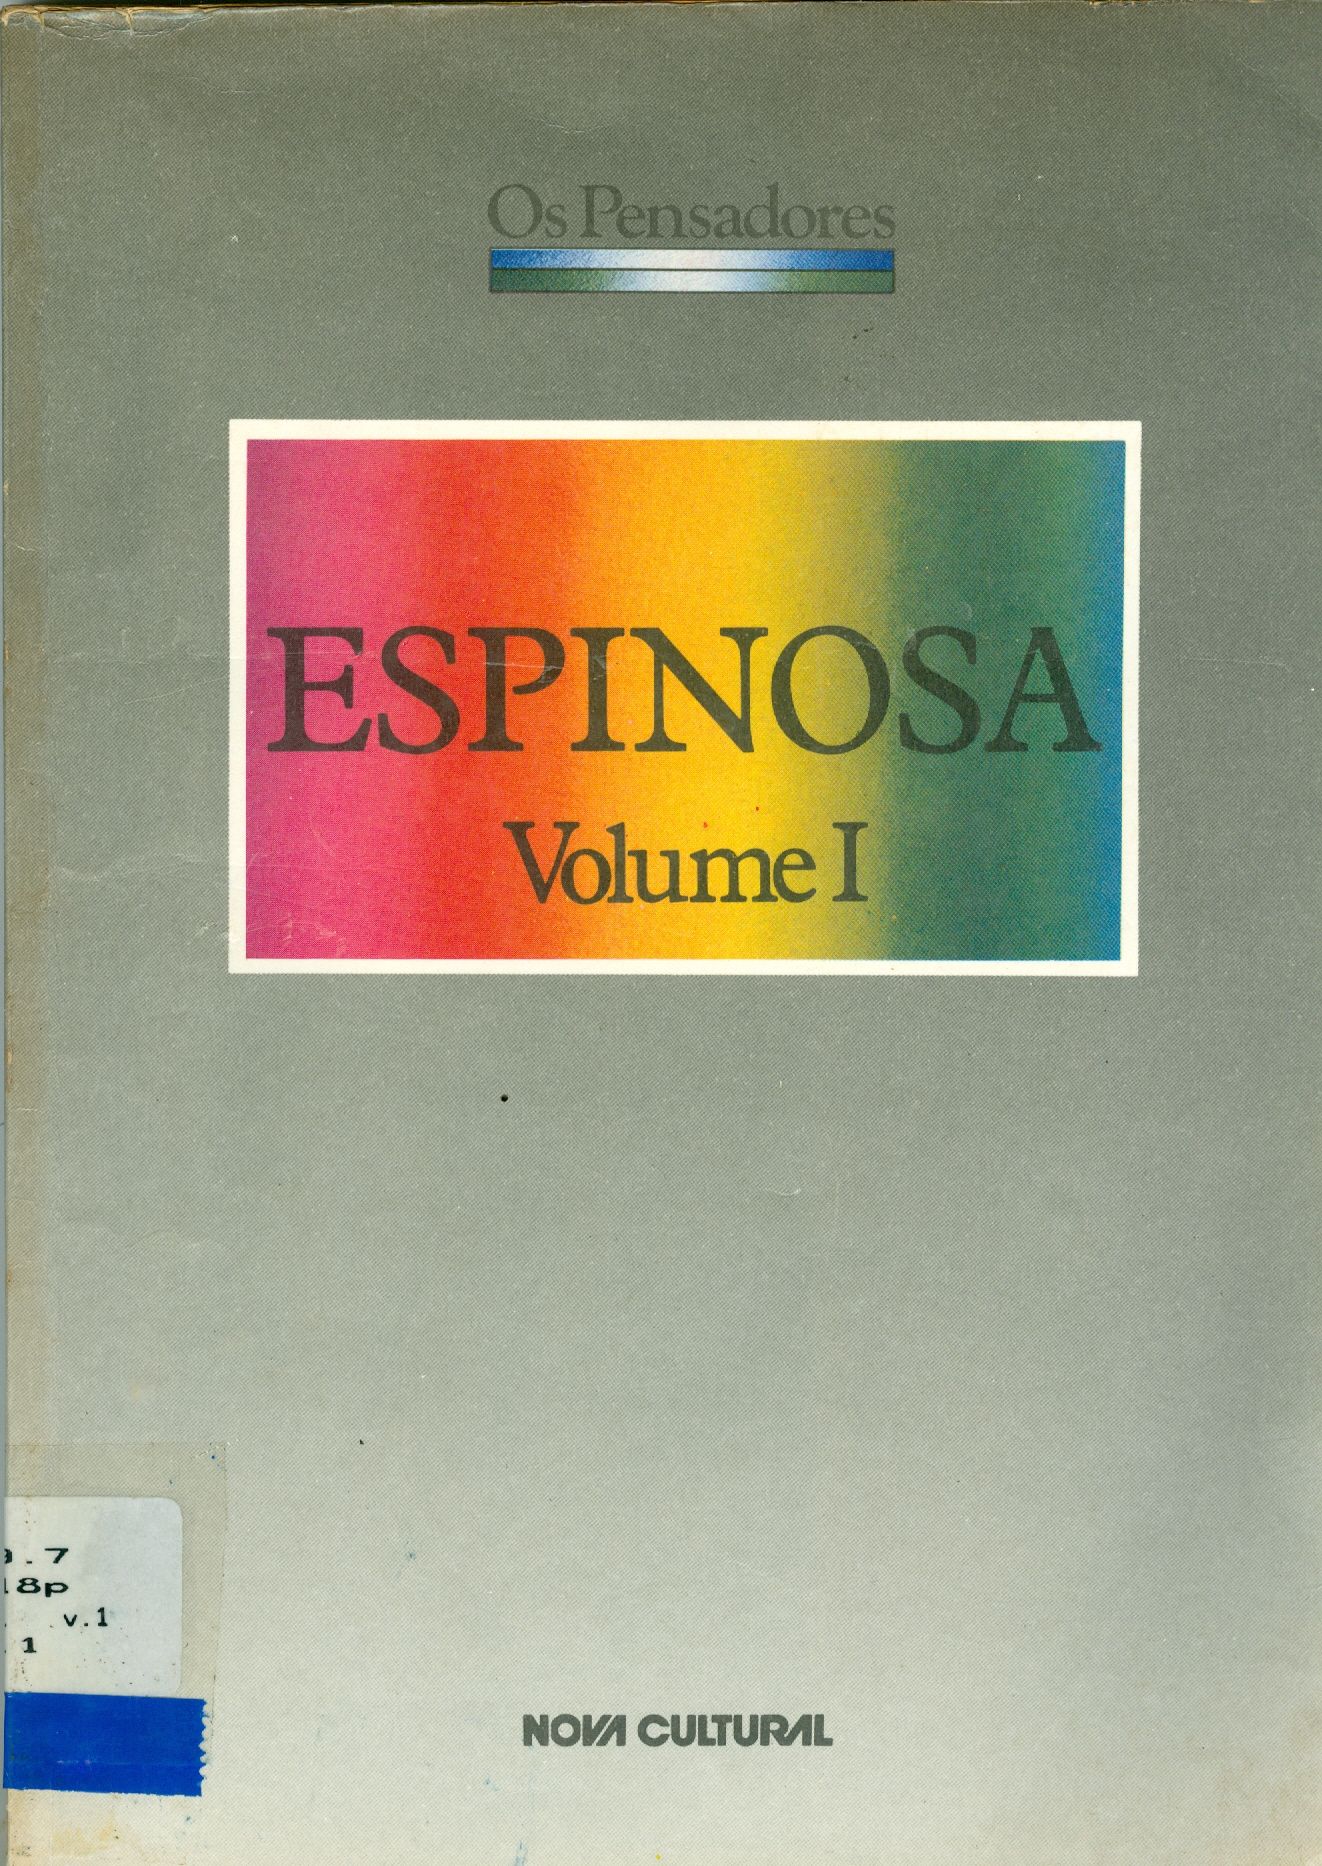 Os Pensadores
ESPINOSA
Volume I
.7
18p
v.1
.1
NOVA CULTURAL